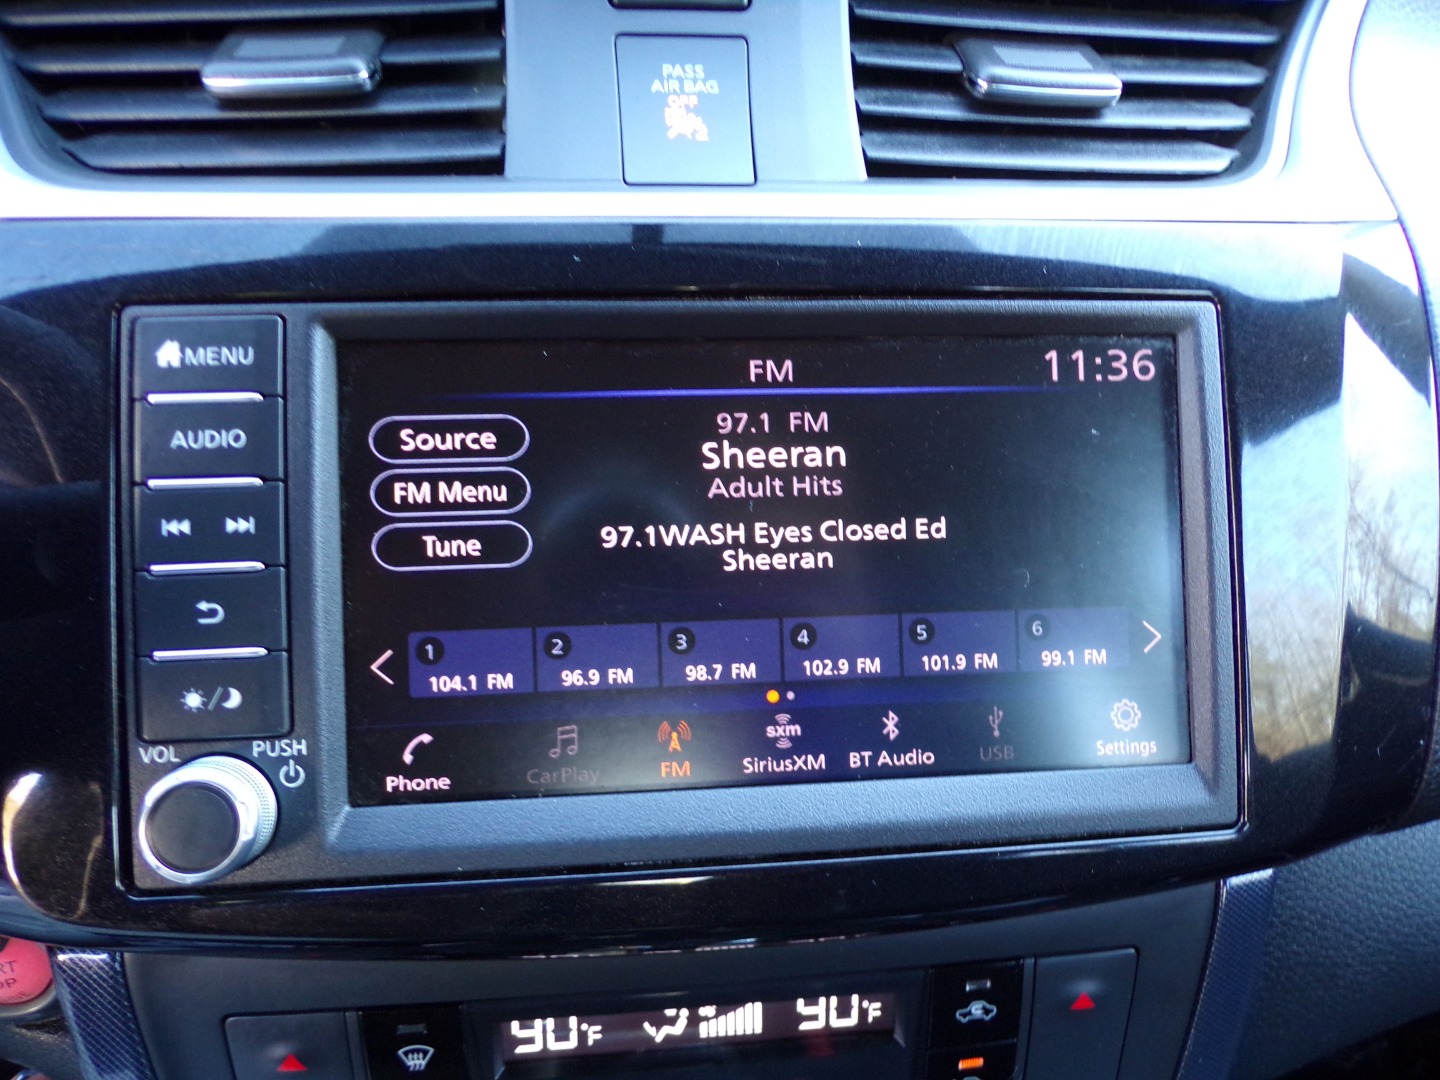 PASS
AIR BAG
OFF
MENU
AUDIO
VOL
PUSH
FM
11:36
Source
FM Menu
Tune
97.1 FM
Sheeran
Adult Hits
97.1WASH Eyes Closed Ed
Sheeran
1 2 3 4 5 6
104.1 FM 96.9 FM 98.7 FM 102.9 FM 101.9 FM 99.1 FM
Phone CarPlay FM sxm SiriusXM BT Audio USB Settings
90°F 90°F